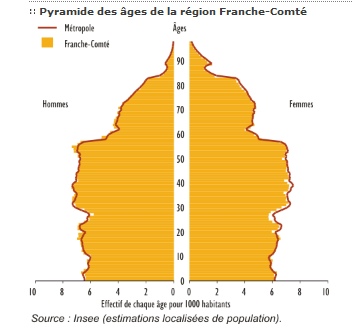 :: Pyramide des âges de la région Franche-Comté
Métropole
Franche-Comté
Âges
Hommes
Femmes
90
80
70
60
50
40
30
20
10
10 8 6 4 2 0 0 0 2 4 6 8 10
Effectif de chaque âge pour 1000 habitants
Source : Insee (estimations localisées de population).